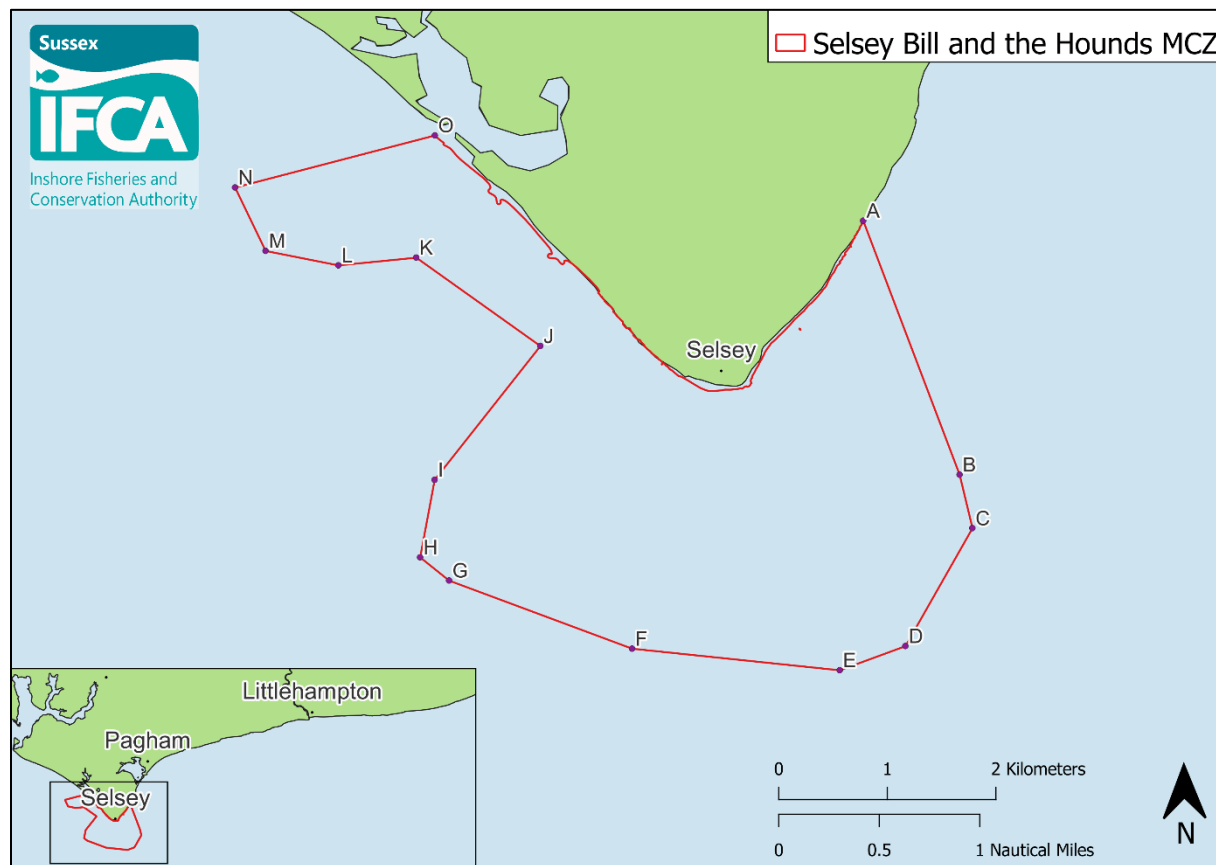 Sussex
IFCA
Inshore Fisheries and
Conservation Authority
Selsey Bill and the Hounds MCZ
O
N
A
M
L
K
J
Selsey
B
I
C
H
G
D
F
E
Littlehampton
Pagham
Selsey
0 1 2 Kilometers
0 0.5 1 Nautical Miles
N